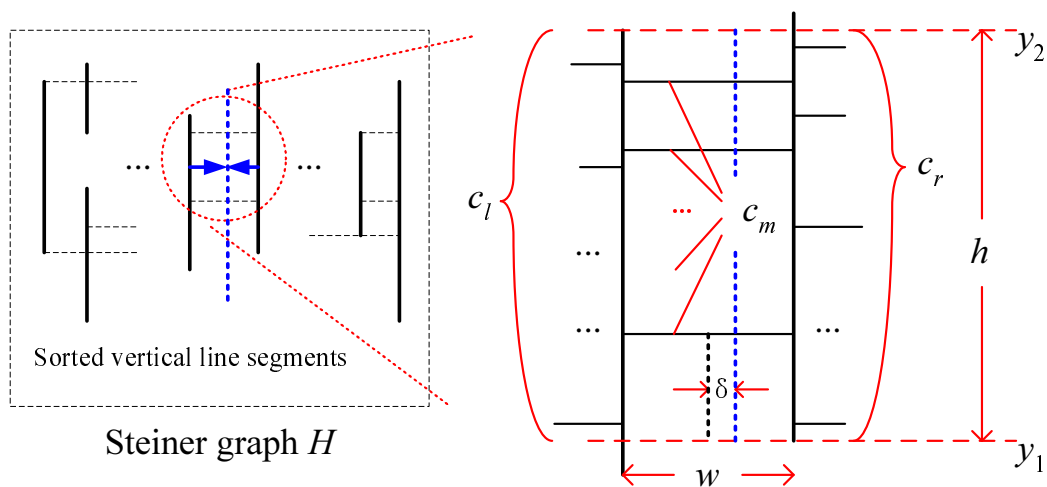 ... ...
Sorted vertical line segments
Steiner graph H
y₂
c_l
c_r
... c_m
h
...
... ...
δ
y₁
w